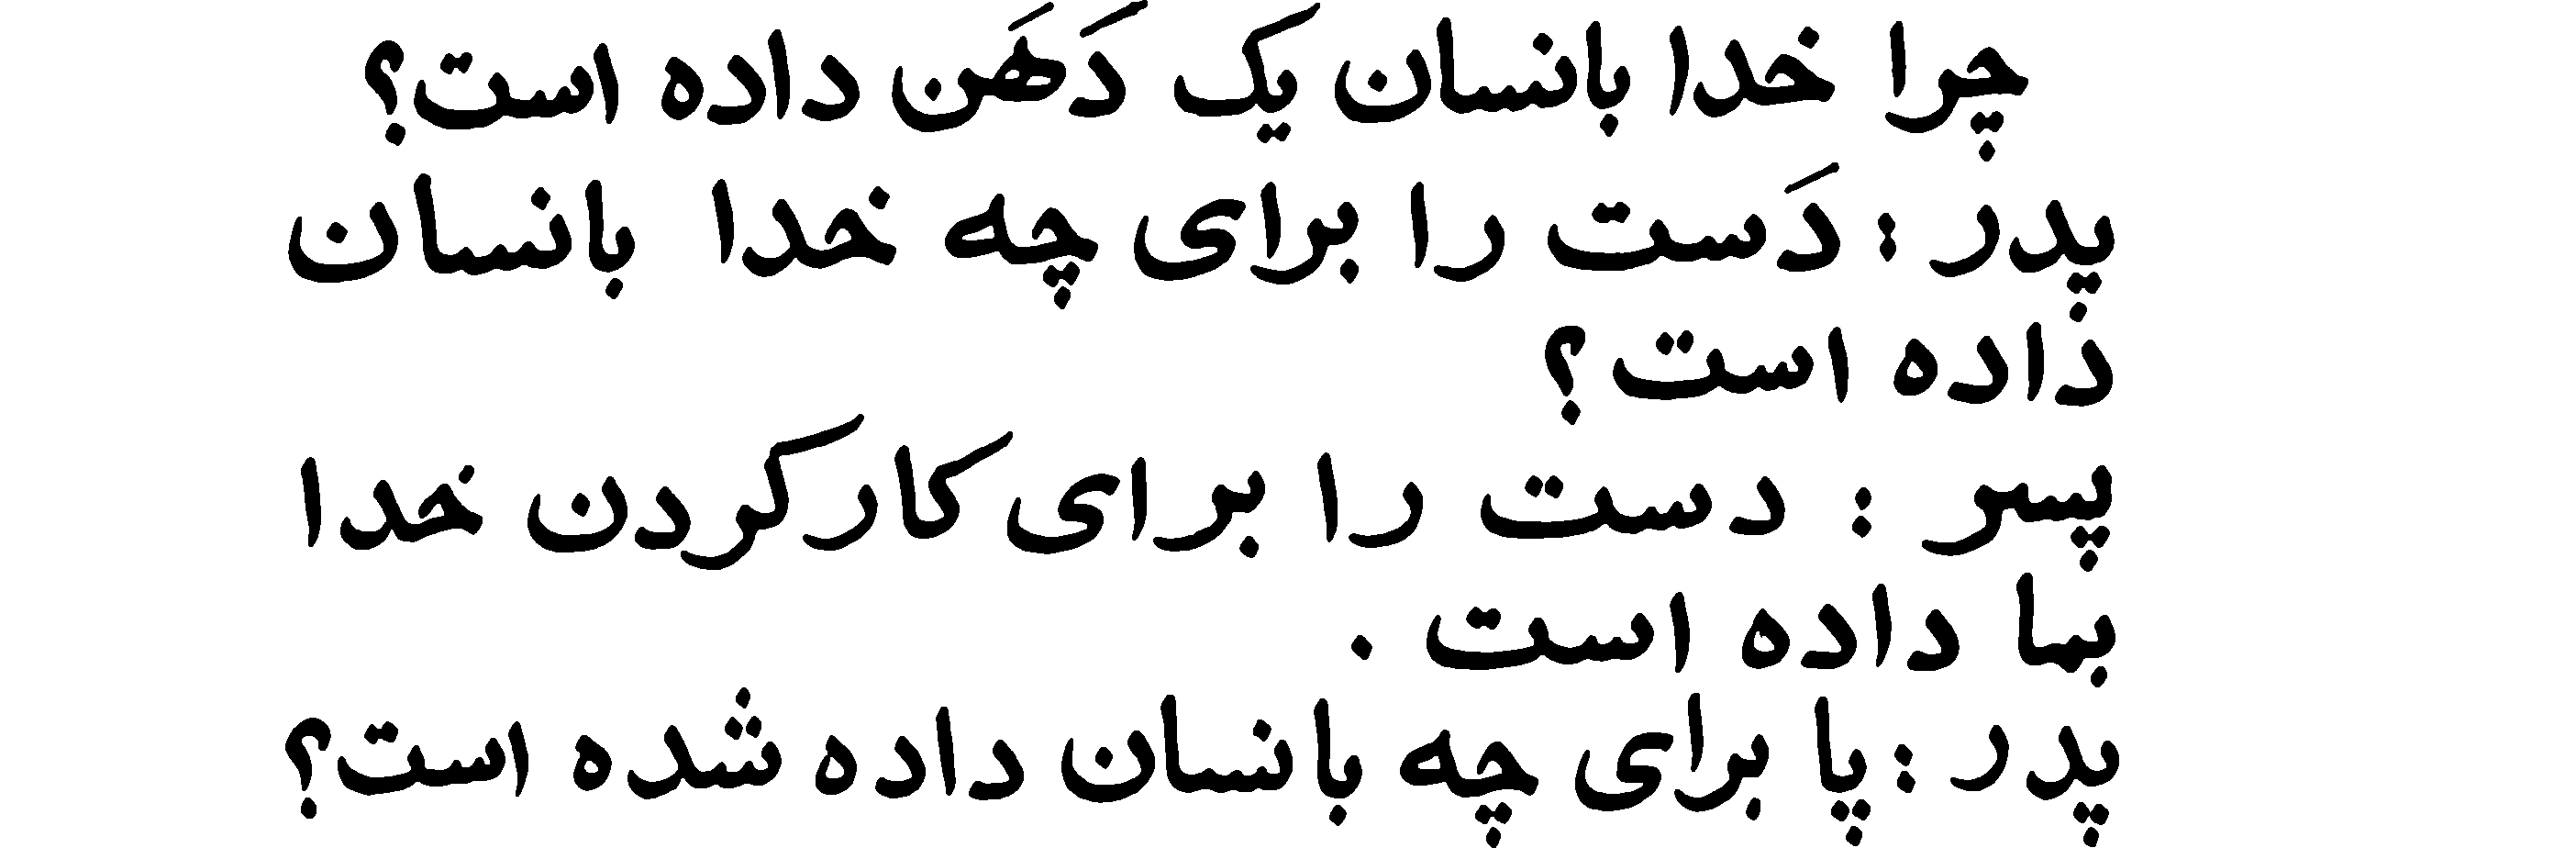 چرا خدا بانسان یک دَهَن داده است؟
پدر : دَست را برای چه خدا بانسان
داده است؟
پسر : دست را برای کارکردن خدا
بما داده است .
پدر : پا برای چه بانسان داده شده است؟